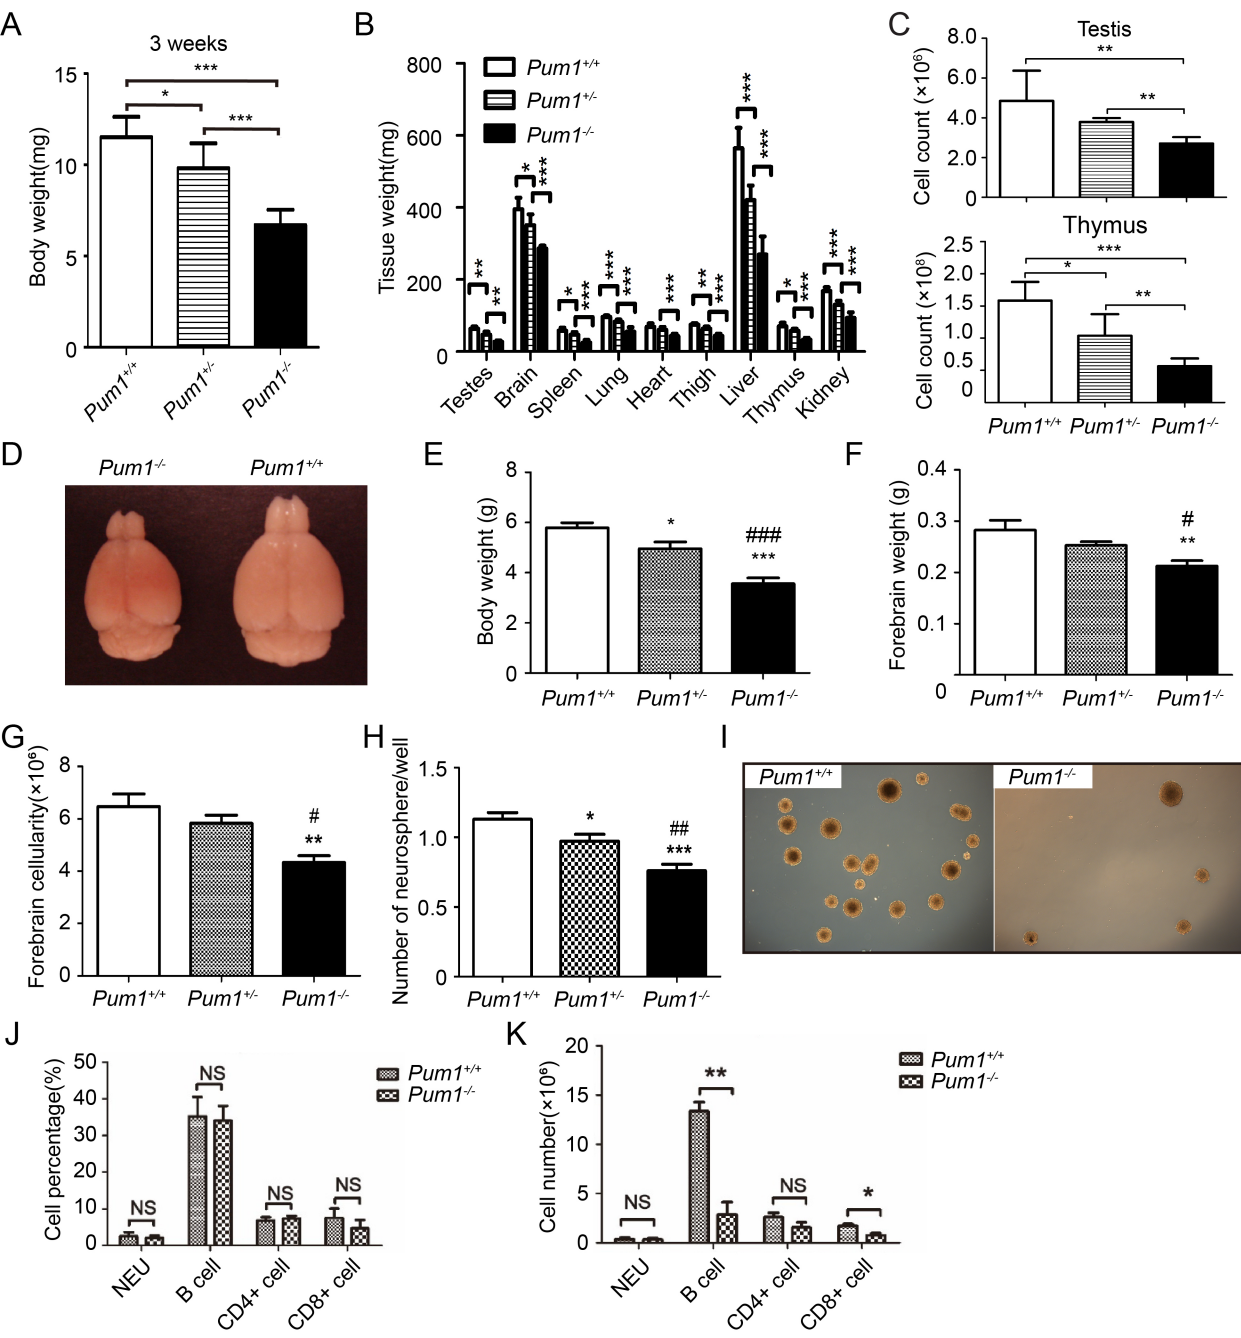 A
3 weeks
Body weight(mg)
15
10
5
0
***
*
***
Pum1+/+
Pum1+/-
Pum1-/-
B
Tissue weight(mg)
800
600
400
200
0
Pum1+/+
Pum1+/-
Pum1-/-
**
**
*
***
*
***
***
***
***
**
***
***
***
*
***
***
***
Testes
Brain
Spleen
Lung
Heart
Thigh
Liver
Thymus
Kidney
C
Testis
Cell count (×10⁶)
8.0
6.0
4.0
2.0
0
**
**
Thymus
Cell count (×10⁸)
2.5
2.0
1.5
1.0
0.5
0
***
*
**
Pum1+/+
Pum1+/-
Pum1-/-
D
Pum1-/-
Pum1+/+
E
Body weight (g)
8
6
4
2
0
*
###
***
Pum1+/+
Pum1+/-
Pum1-/-
F
Forebrain weight (g)
0.4
0.3
0.2
0.1
0
#
**
Pum1+/+
Pum1+/-
Pum1-/-
G
Forebrain cellularity(×10⁶)
8
6
4
2
0
#
**
Pum1+/+
Pum1+/-
Pum1-/-
H
Number of neurosphere/well
1.5
1.0
0.5
0
*
##
***
Pum1+/+
Pum1+/-
Pum1-/-
I
Pum1+/+
Pum1-/-
J
Cell percentage(%)
50
40
30
20
10
0
NS
NS
NS
NS
Pum1+/+
Pum1-/-
NEU
B cell
CD4+ cell
CD8+ cell
K
Cell number(×10⁶)
20
15
10
5
0
NS
**
NS
*
Pum1+/+
Pum1-/-
NEU
B cell
CD4+ cell
CD8+ cell